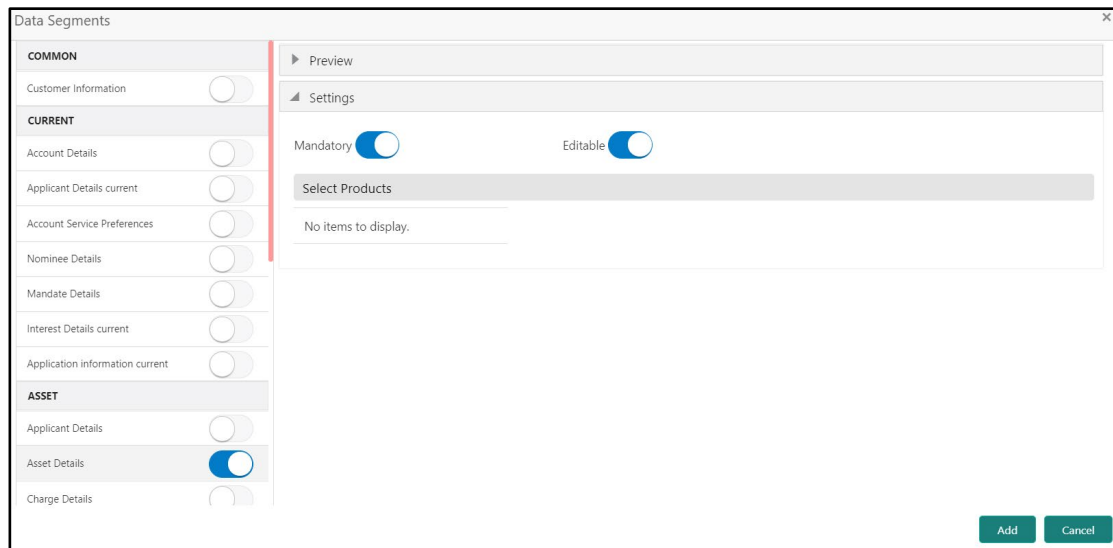 Data Segments
COMMON
Customer Information
CURRENT
Account Details
Applicant Details current
Account Service Preferences
Nominee Details
Mandate Details
Interest Details current
Application information current
ASSET
Applicant Details
Asset Details
Charge Details
Preview
Settings
Mandatory Editable
Select Products
No items to display.
Add Cancel